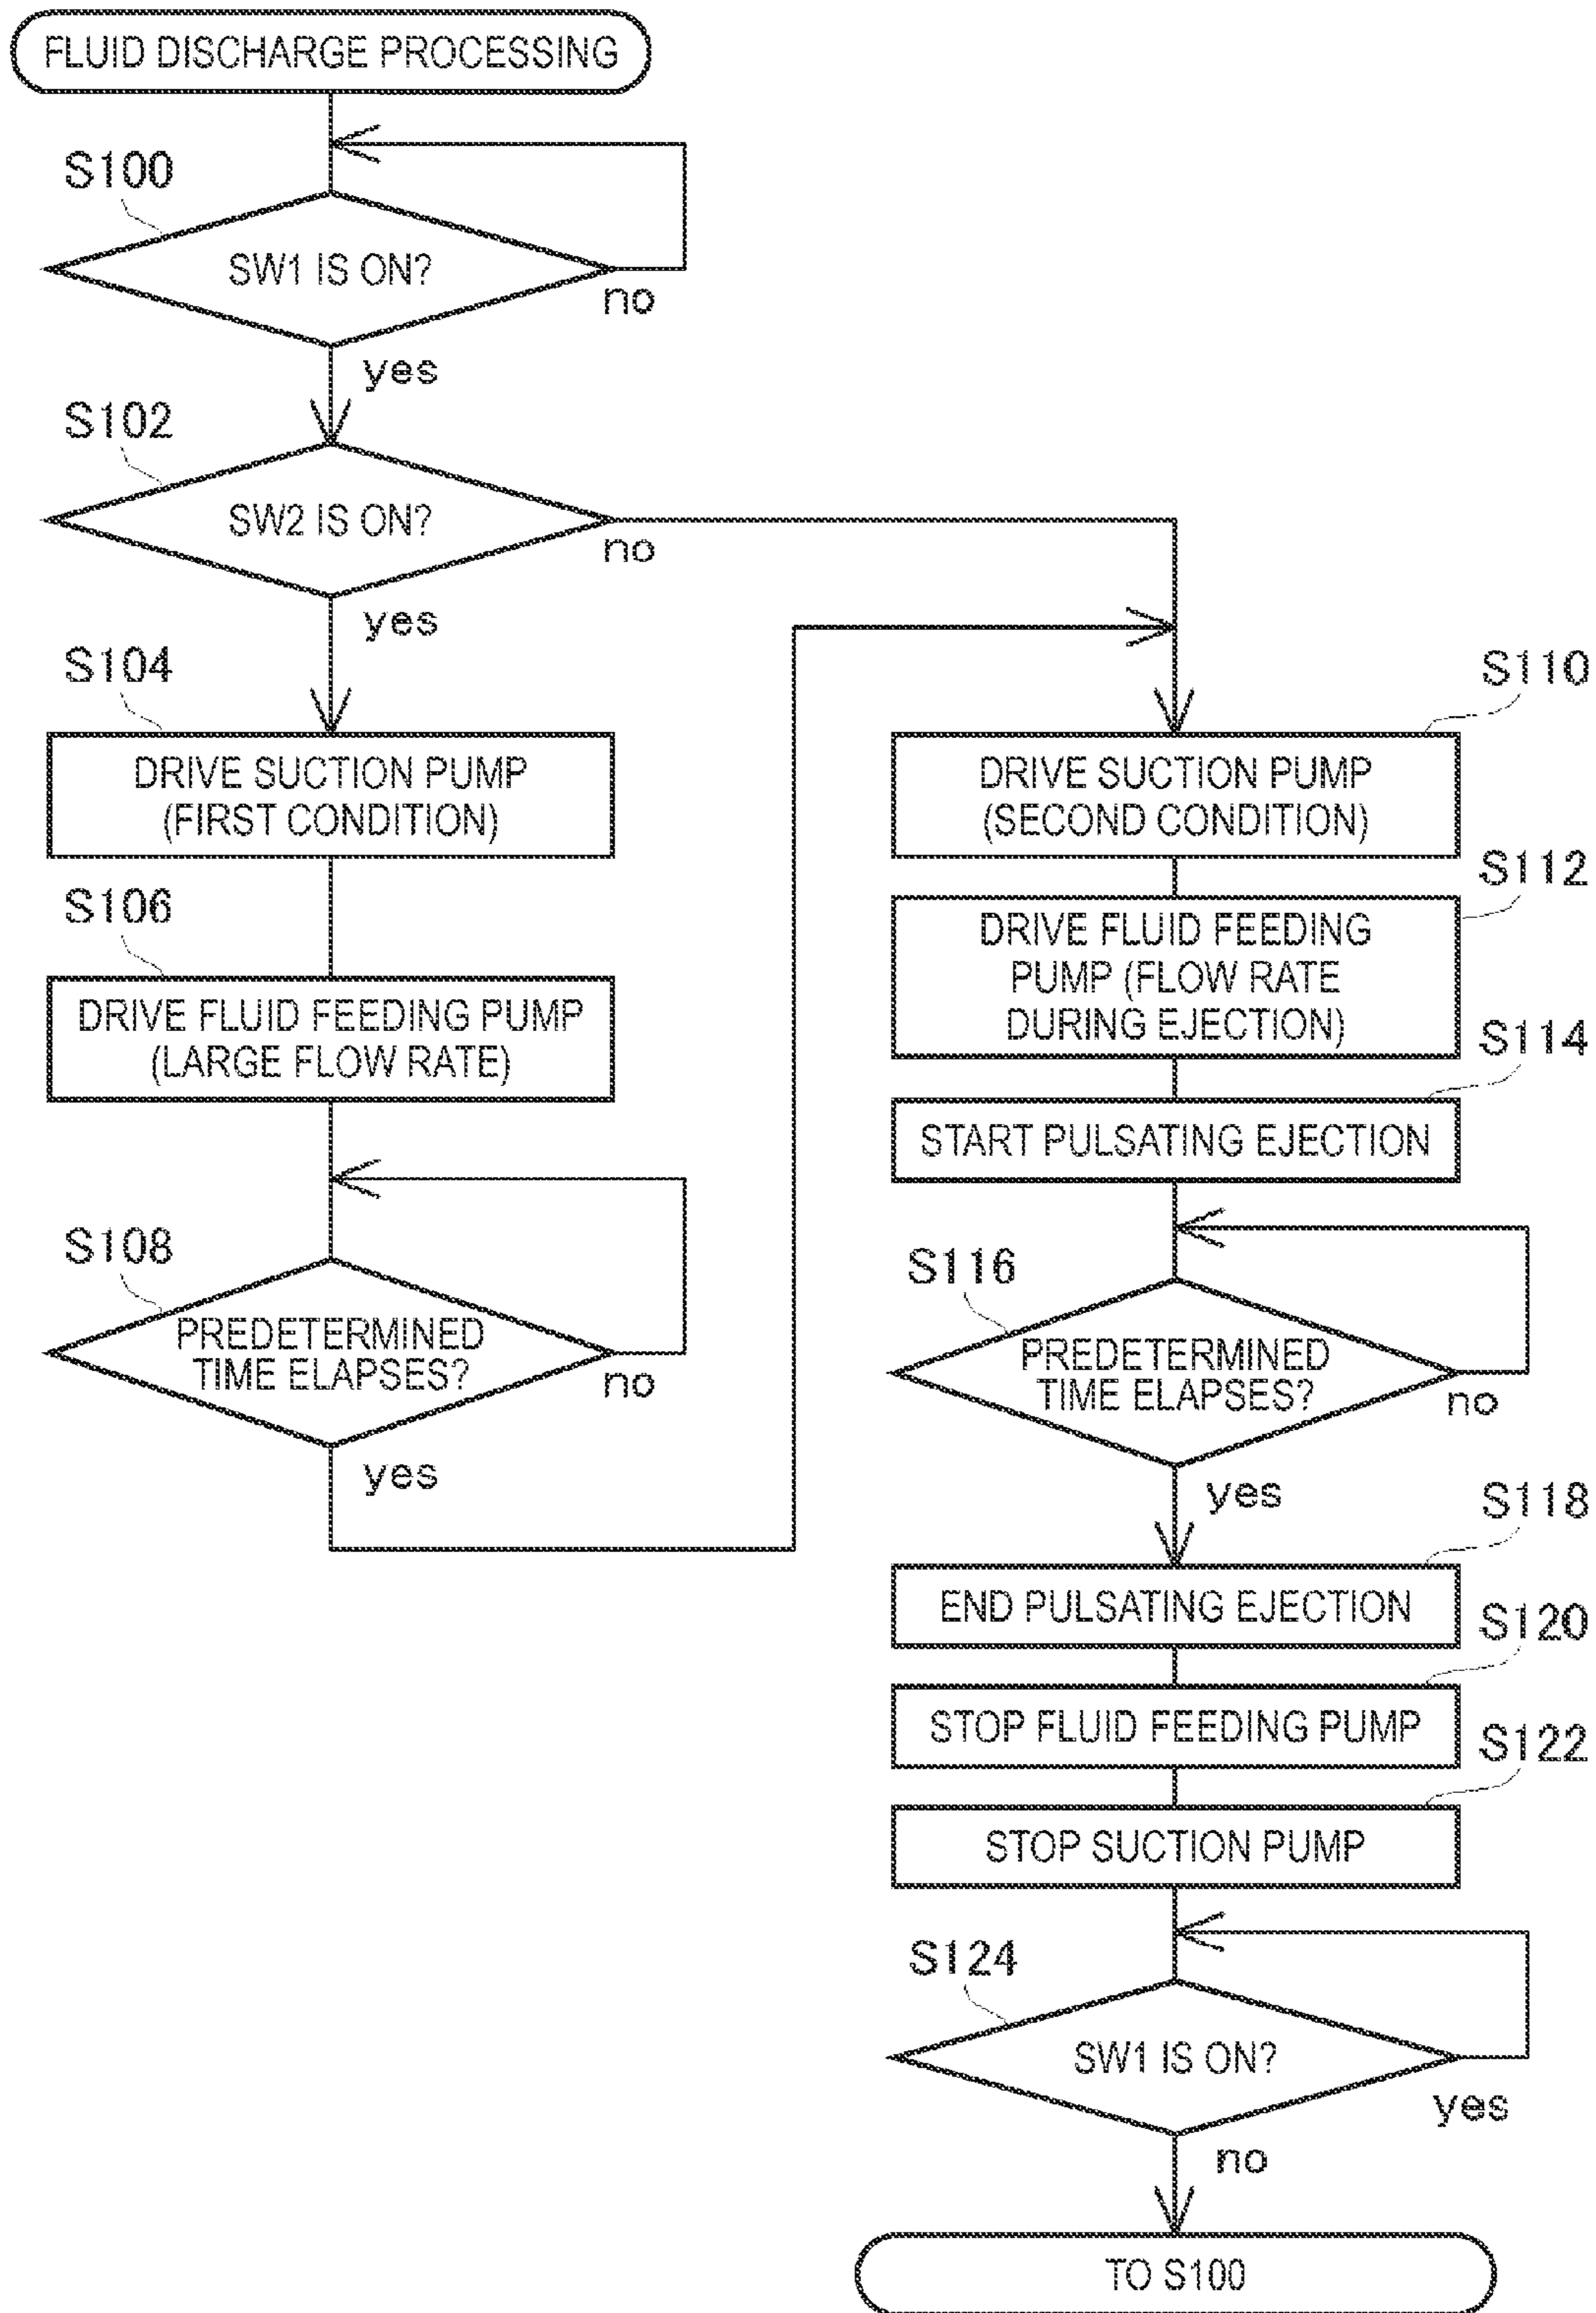 FLUID DISCHARGE PROCESSING
S100
SW1 IS ON?
no
yes
S102
SW2 IS ON?
no
yes
S104
DRIVE SUCTION PUMP
(FIRST CONDITION)
S106
DRIVE FLUID FEEDING PUMP
(LARGE FLOW RATE)
S108
PREDETERMINED
TIME ELAPSES?
no
yes
S110
DRIVE SUCTION PUMP
(SECOND CONDITION)
S112
DRIVE FLUID FEEDING
PUMP (FLOW RATE
DURING EJECTION)
S114
START PULSATING EJECTION
S116
PREDETERMINED
TIME ELAPSES?
no
yes
S118
END PULSATING EJECTION
S120
STOP FLUID FEEDING PUMP
S122
STOP SUCTION PUMP
S124
SW1 IS ON?
yes
no
TO S100